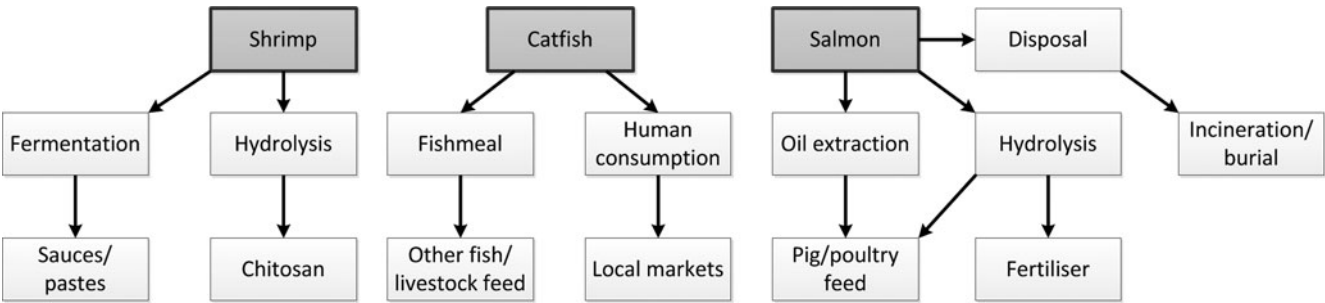 Shrimp
Catfish
Salmon
Disposal
Fermentation
Hydrolysis
Fishmeal
Human
consumption
Oil extraction
Hydrolysis
Incineration/
burial
Sauces/
pastes
Chitosan
Other fish/
livestock feed
Local markets
Pig/poultry
feed
Fertiliser